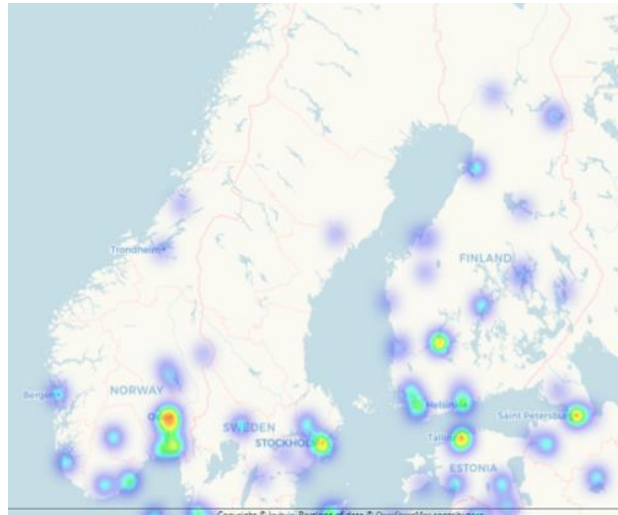 Trondheim
FINLAND
NORWAY
Bergen
Helsinki
SWEDEN
Saint Petersburg
STOCKHOLM
Tallinn
ESTONIA